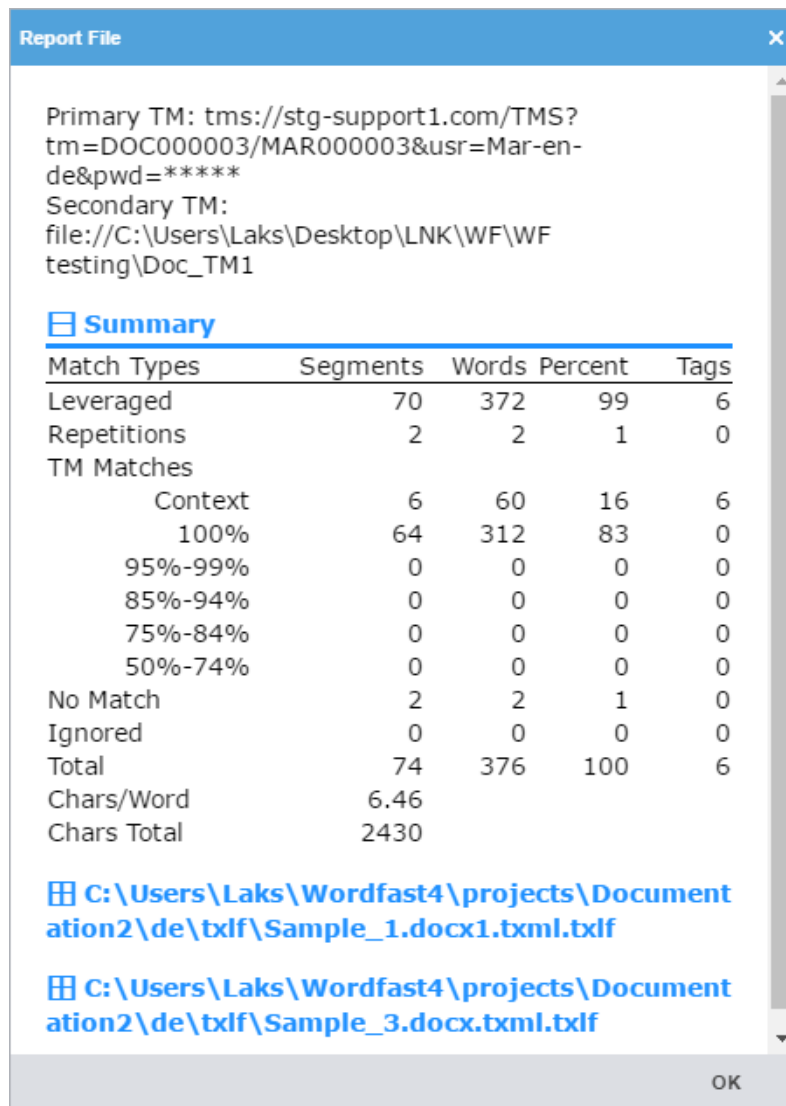 Report File
Primary TM: tms://stg-support1.com/TMS?
tm=DOC000003/MAR000003&usr=Mar-en-
de&pwd=*****
Secondary TM:
file://C:\Users\Laks\Desktop\LNK\WF\WF
testing\Doc_TM1
Summary
Match Types Segments Words Percent Tags
Leveraged 70 372 99 6
Repetitions 2 2 1 0
TM Matches
Context 6 60 16 6
100% 64 312 83 0
95%-99% 0 0 0 0
85%-94% 0 0 0 0
75%-84% 0 0 0 0
50%-74% 0 0 0 0
No Match 2 2 1 0
Ignored 0 0 0 0
Total 74 376 100 6
Chars/Word 6.46
Chars Total 2430
C:\Users\Laks\Wordfast4\projects\Document
ation2\de\txlf\Sample_1.docx1.txml.txlf
C:\Users\Laks\Wordfast4\projects\Document
ation2\de\txlf\Sample_3.docx.txml.txlf
OK